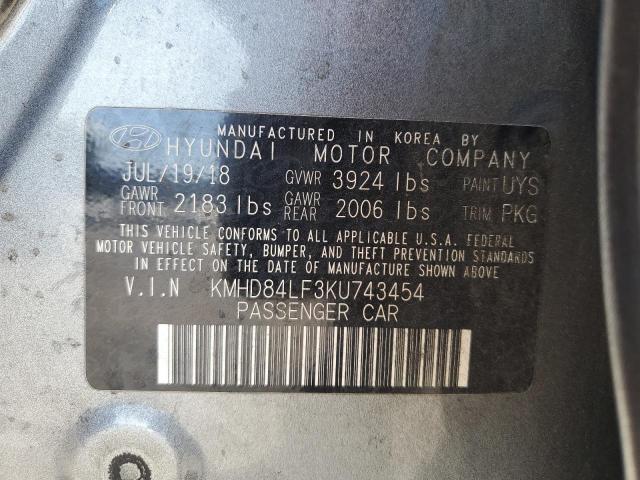 MANUFACTURED IN KOREA BY
HYUNDAI MOTOR COMPANY
JUL/19/18 GVWR 3924 lbs PAINT UYS
GAWR FRONT 2183 lbs GAWR REAR 2006 lbs TRIM PKG
THIS VEHICLE CONFORMS TO ALL APPLICABLE U.S.A. FEDERAL
MOTOR VEHICLE SAFETY, BUMPER, AND THEFT PREVENTION STANDARDS
IN EFFECT ON THE DATE OF MANUFACTURE SHOWN ABOVE
V.I.N KMHD84LF3KU743454
PASSENGER CAR